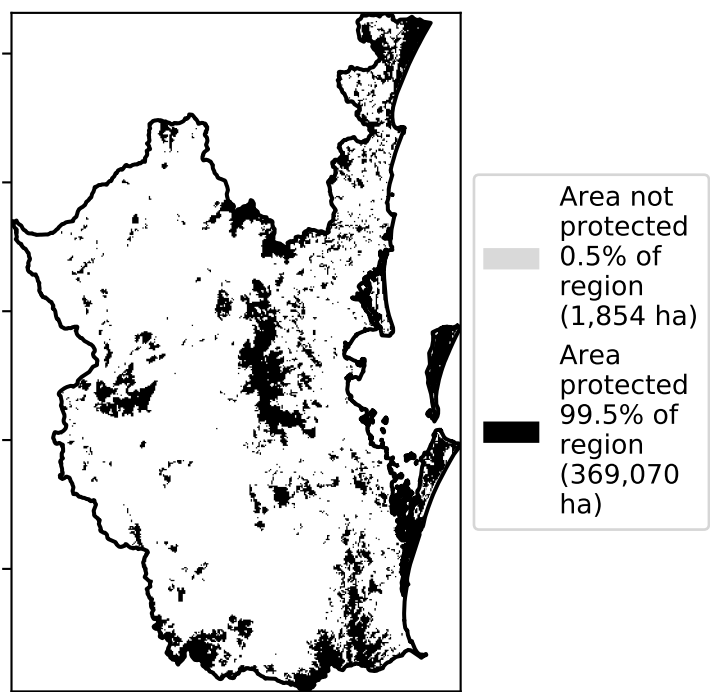 Area not
protected
0.5% of
region
(1,854 ha)
Area
protected
99.5% of
region
(369,070
ha)